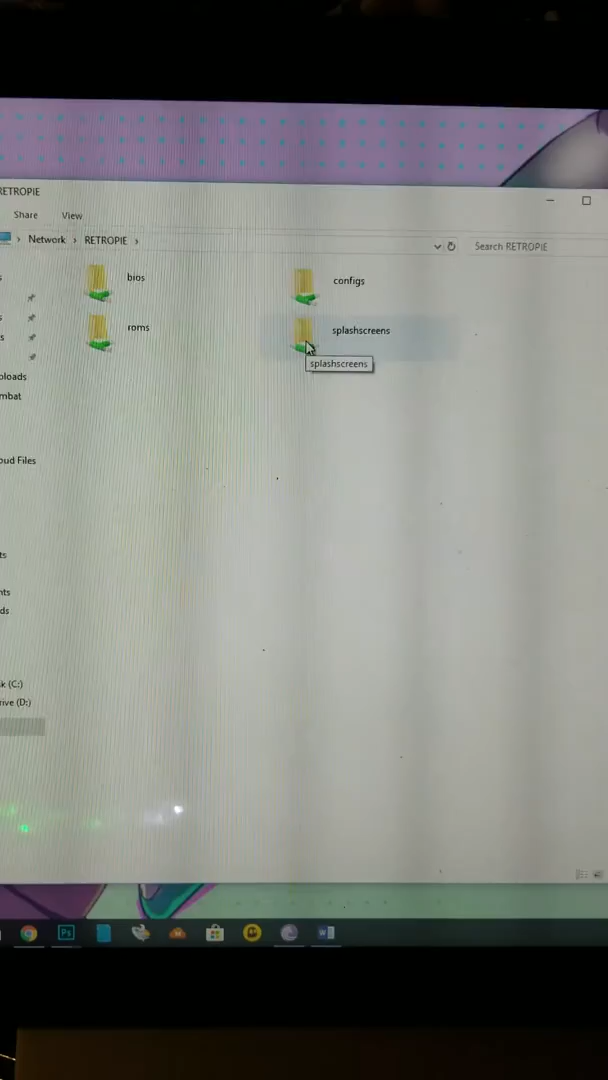 RETROPIE
Share View
Network > RETROPIE >
Search RETROPIE
bios
configs
roms
splashscreens
splashscreens
oloads
mbat
oud Files
ts
nts
ds
k (C:)
rive (D:)
Ps
W